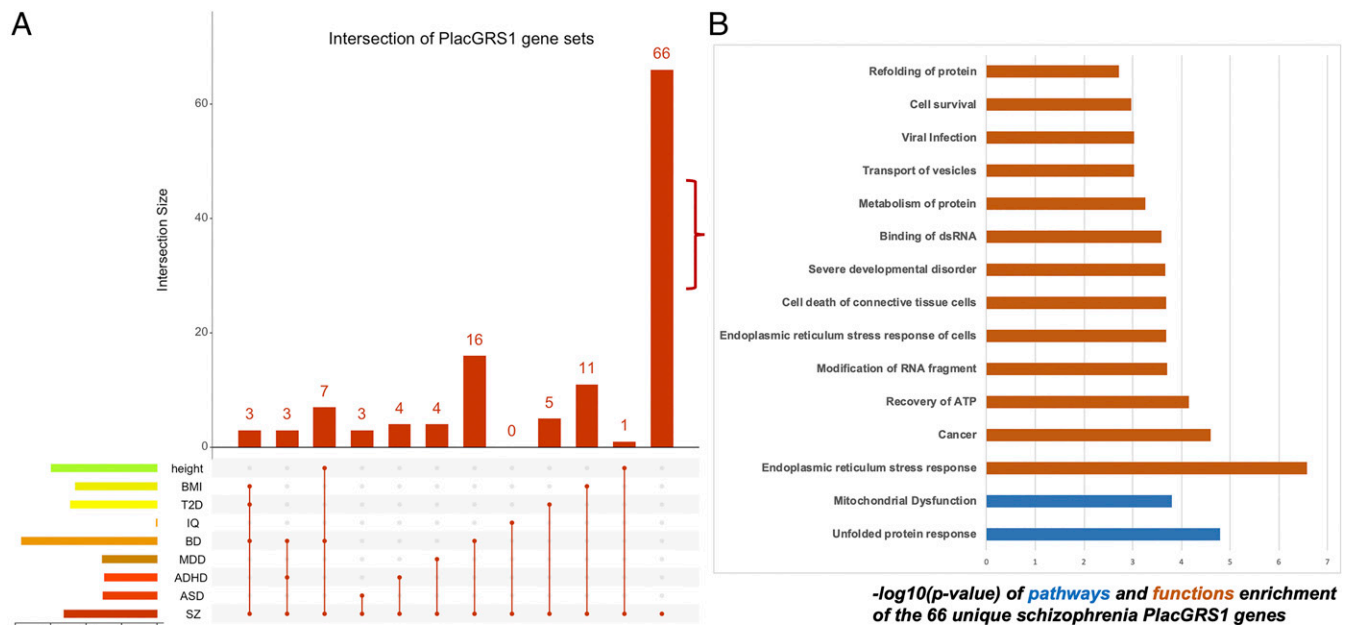 A
Intersection of PlacGRS1 gene sets
Intersection Size
60
40
20
0
3
3
7
3
4
4
16
0
5
11
1
66
height
BMI
T2D
IQ
BD
MDD
ADHD
ASD
SZ
B
Refolding of protein
Cell survival
Viral Infection
Transport of vesicles
Metabolism of protein
Binding of dsRNA
Severe developmental disorder
Cell death of connective tissue cells
Endoplasmic reticulum stress response of cells
Modification of RNA fragment
Recovery of ATP
Cancer
Endoplasmic reticulum stress response
Mitochondrial Dysfunction
Unfolded protein response
0 1 2 3 4 5 6 7
-log10(p-value) of pathways and functions enrichment
of the 66 unique schizophrenia PlacGRS1 genes